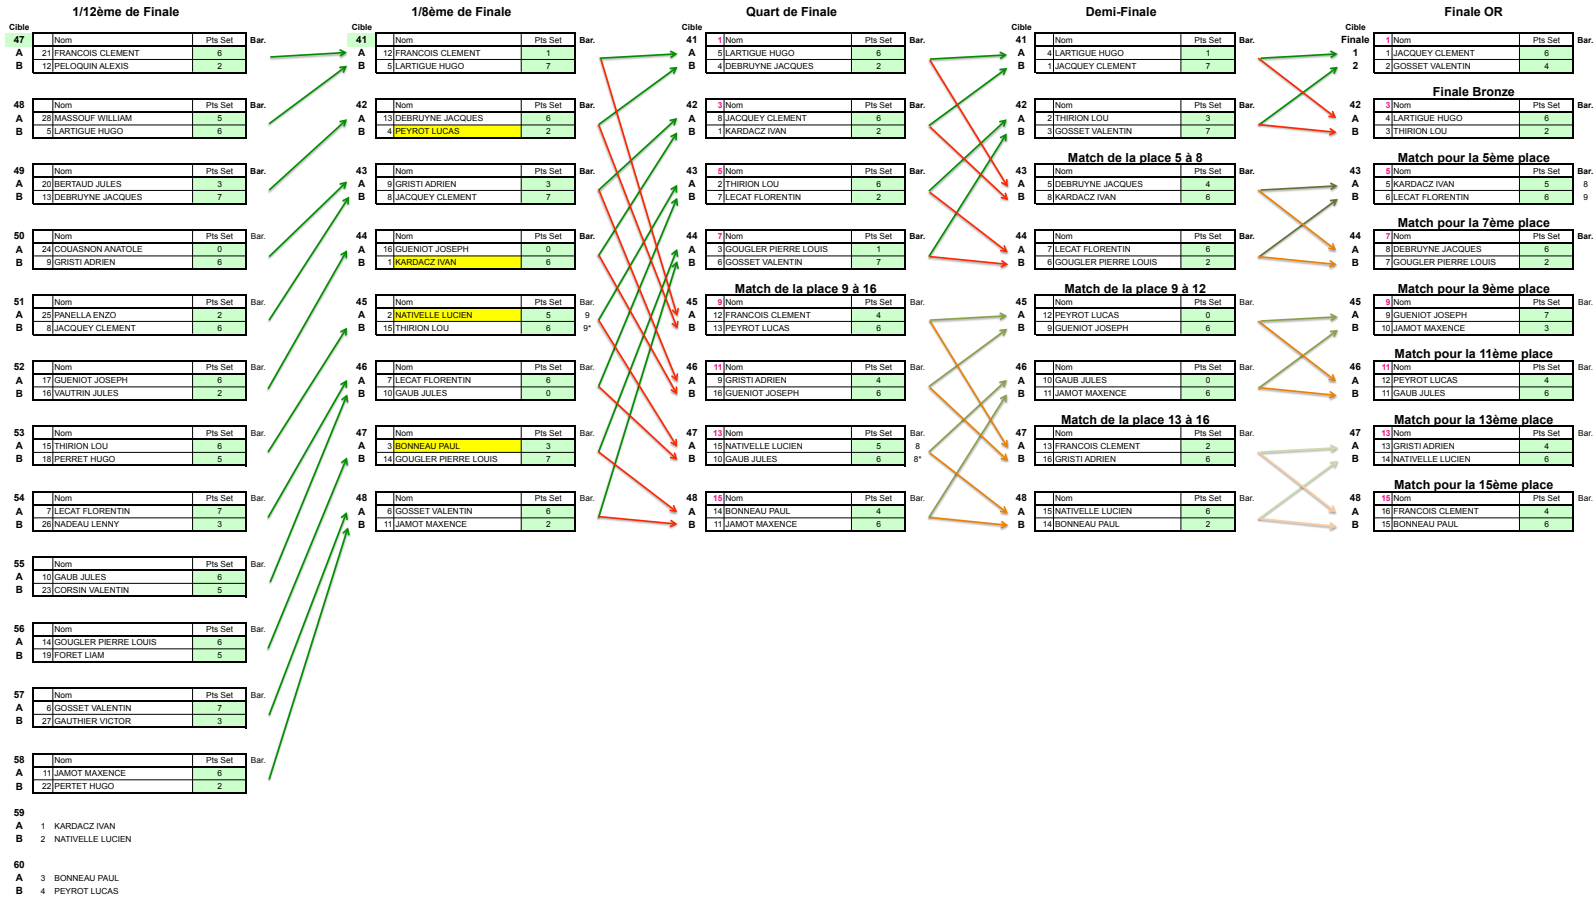 1/12ème de Finale
Cible
47 Nom Pts Set Bar.
A 21 FRANCOIS CLEMENT 6
B 12 PELOQUIN ALEXIS 2
48 Nom Pts Set Bar.
A 28 MASSOUF WILLIAM 5
B 5 LARTIGUE HUGO 6
49 Nom Pts Set Bar.
A 20 BERTAUD JULES 3
B 13 DEBRUYNE JACQUES 7
50 Nom Pts Set Bar.
A 24 COUASNON ANATOLE 0
B 9 GRISTI ADRIEN 6
51 Nom Pts Set Bar.
A 25 PANELLA ENZO 2
B 8 JACQUEY CLEMENT 6
52 Nom Pts Set Bar.
A 17 GUENIOT JOSEPH 6
B 16 VAUTRIN JULES 2
53 Nom Pts Set Bar.
A 15 THIRION LOU 6
B 18 PERRET HUGO 5
54 Nom Pts Set Bar.
A 7 LECAT FLORENTIN 7
B 26 NADEAU LENNY 3
55 Nom Pts Set Bar.
A 10 GAUB JULES 6
B 23 CORSIN VALENTIN 5
56 Nom Pts Set Bar.
A 14 GOUGLER PIERRE LOUIS 6
B 19 FORET LIAM 5
57 Nom Pts Set Bar.
A 6 GOSSET VALENTIN 7
B 27 GAUTHIER VICTOR 3
58 Nom Pts Set Bar.
A 11 JAMOT MAXENCE 6
B 22 PERTET HUGO 2
59
A 1 KARDACZ IVAN
B 2 NATIVELLE LUCIEN
60
A 3 BONNEAU PAUL
B 4 PEYROT LUCAS
1/8ème de Finale
Cible
41 Nom Pts Set Bar.
A 12 FRANCOIS CLEMENT 1
B 5 LARTIGUE HUGO 7
42 Nom Pts Set Bar.
A 13 DEBRUYNE JACQUES 6
B 4 PEYROT LUCAS 2
43 Nom Pts Set Bar.
A 9 GRISTI ADRIEN 3
B 8 JACQUEY CLEMENT 7
44 Nom Pts Set Bar.
A 16 GUENIOT JOSEPH 0
B 1 KARDACZ IVAN 6
45 Nom Pts Set Bar.
A 2 NATIVELLE LUCIEN 5 9
B 15 THIRION LOU 6 9*
46 Nom Pts Set Bar.
A 7 LECAT FLORENTIN 6
B 10 GAUB JULES 0
47 Nom Pts Set Bar.
A 3 BONNEAU PAUL 3
B 14 GOUGLER PIERRE LOUIS 7
48 Nom Pts Set Bar.
A 6 GOSSET VALENTIN 6
B 11 JAMOT MAXENCE 2
Quart de Finale
Cible
41 1 Nom Pts Set Bar.
A 5 LARTIGUE HUGO 6
B 4 DEBRUYNE JACQUES 2
42 3 Nom Pts Set Bar.
A 8 JACQUEY CLEMENT 6
B 1 KARDACZ IVAN 2
43 5 Nom Pts Set Bar.
A 2 THIRION LOU 6
B 7 LECAT FLORENTIN 2
44 7 Nom Pts Set Bar.
A 3 GOUGLER PIERRE LOUIS 1
B 6 GOSSET VALENTIN 7
Match de la place 9 à 16
45 9 Nom Pts Set Bar.
A 12 FRANCOIS CLEMENT 4
B 13 PEYROT LUCAS 6
46 11 Nom Pts Set Bar.
A 9 GRISTI ADRIEN 4
B 16 GUENIOT JOSEPH 6
47 13 Nom Pts Set Bar.
A 15 NATIVELLE LUCIEN 5 8
B 10 GAUB JULES 6 8*
48 15 Nom Pts Set Bar.
A 14 BONNEAU PAUL 4
B 11 JAMOT MAXENCE 6
Demi-Finale
Cible
41 Nom Pts Set Bar.
A 4 LARTIGUE HUGO 1
B 1 JACQUEY CLEMENT 7
42 Nom Pts Set Bar.
A 2 THIRION LOU 3
B 3 GOSSET VALENTIN 7
Match de la place 5 à 8
43 Nom Pts Set Bar.
A 5 DEBRUYNE JACQUES 4
B 8 KARDACZ IVAN 6
44 Nom Pts Set Bar.
A 7 LECAT FLORENTIN 6
B 6 GOUGLER PIERRE LOUIS 2
Match de la place 9 à 12
45 Nom Pts Set Bar.
A 12 PEYROT LUCAS 0
B 9 GUENIOT JOSEPH 6
46 Nom Pts Set Bar.
A 10 GAUB JULES 0
B 11 JAMOT MAXENCE 6
Match de la place 13 à 16
47 Nom Pts Set Bar.
A 13 FRANCOIS CLEMENT 2
B 16 GRISTI ADRIEN 6
48 Nom Pts Set Bar.
A 15 NATIVELLE LUCIEN 6
B 14 BONNEAU PAUL 2
Finale OR
Cible
Finale 1 Nom Pts Set Bar.
1 1 JACQUEY CLEMENT 6
2 2 GOSSET VALENTIN 4
Finale Bronze
42 3 Nom Pts Set Bar.
A 4 LARTIGUE HUGO 6
B 3 THIRION LOU 2
Match pour la 5ème place
43 5 Nom Pts Set Bar.
A 5 KARDACZ IVAN 5 8
B 6 LECAT FLORENTIN 6 9
Match pour la 7ème place
44 7 Nom Pts Set Bar.
A 8 DEBRUYNE JACQUES 6
B 7 GOUGLER PIERRE LOUIS 2
Match pour la 9ème place
45 9 Nom Pts Set Bar.
A 9 GUENIOT JOSEPH 7
B 10 JAMOT MAXENCE 3
Match pour la 11ème place
46 11 Nom Pts Set Bar.
A 12 PEYROT LUCAS 4
B 11 GAUB JULES 6
Match pour la 13ème place
47 13 Nom Pts Set Bar.
A 13 GRISTI ADRIEN 4
B 14 NATIVELLE LUCIEN 6
Match pour la 15ème place
48 15 Nom Pts Set Bar.
A 16 FRANCOIS CLEMENT 4
B 15 BONNEAU PAUL 6